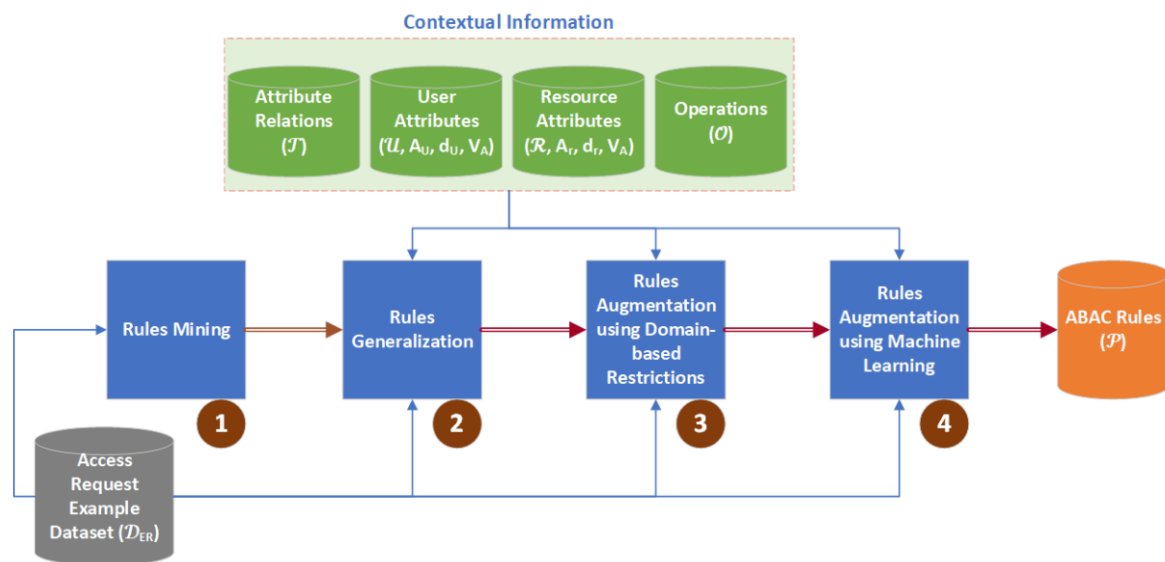 Contextual Information
Attribute
Relations
(𝒯)
User
Attributes
(𝒰, A_U, d_U, V_A)
Resource
Attributes
(ℛ, A_r, d_r, V_A)
Operations
(𝒪)
Rules Mining
1
Rules
Generalization
2
Rules
Augmentation
using Domain-
based
Restrictions
3
Rules
Augmentation
using Machine
Learning
4
ABAC Rules
(𝒫)
Access
Request
Example
Dataset (𝒟_ER)